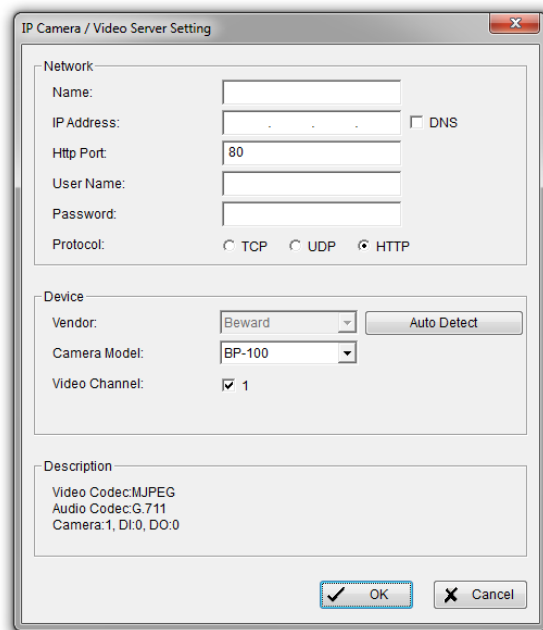 IP Camera / Video Server Setting
Network
Name:
IP Address: . . . DNS
Http Port: 80
User Name:
Password:
Protocol: TCP UDP HTTP
Device
Vendor: Beward Auto Detect
Camera Model: BP-100
Video Channel: 1
Description
Video Codec:MJPEG
Audio Codec:G.711
Camera:1, DI:0, DO:0
OK Cancel